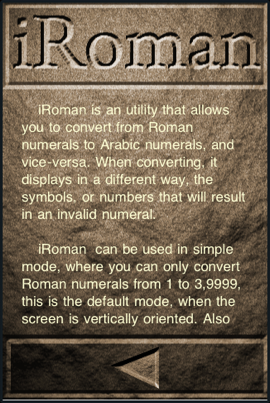 iRoman
iRoman is an utility that allows
you to convert from Roman
numerals to Arabic numerals, and
vice-versa. When converting, it
displays in a different way, the
symbols, or numbers that will result
in an invalid numeral.
iRoman can be used in simple
mode, where you can only convert
Roman numerals from 1 to 3,9999,
this is the default mode, when the
screen is vertically oriented. Also